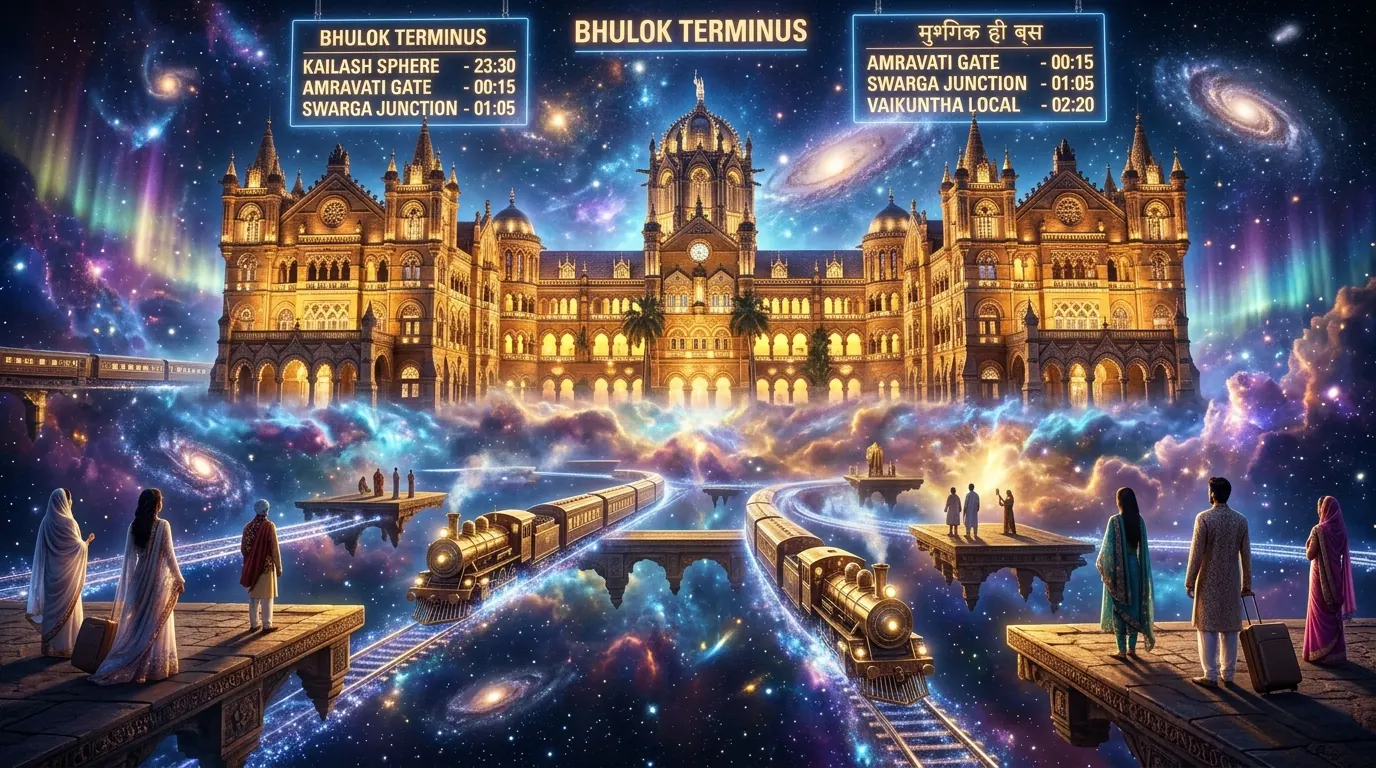 BHULOK TERMINUS
KAILASH SPHERE - 23:30
AMRAVATI GATE - 00:15
SWARGA JUNCTION - 01:05
BHULOK TERMINUS
मुश्गिक ही ब्स
AMRAVATI GATE - 00:15
SWARGA JUNCTION - 01:05
VAIKUNTHA LOCAL - 02:20